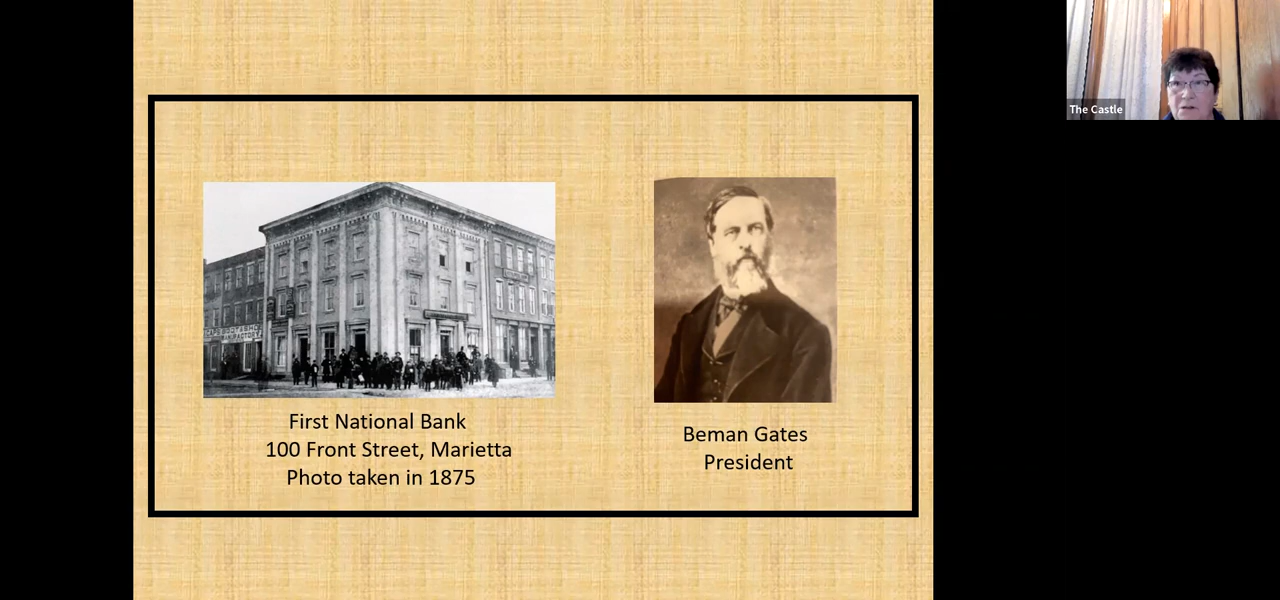 First National Bank
100 Front Street, Marietta
Photo taken in 1875
Beman Gates
President
The Castle